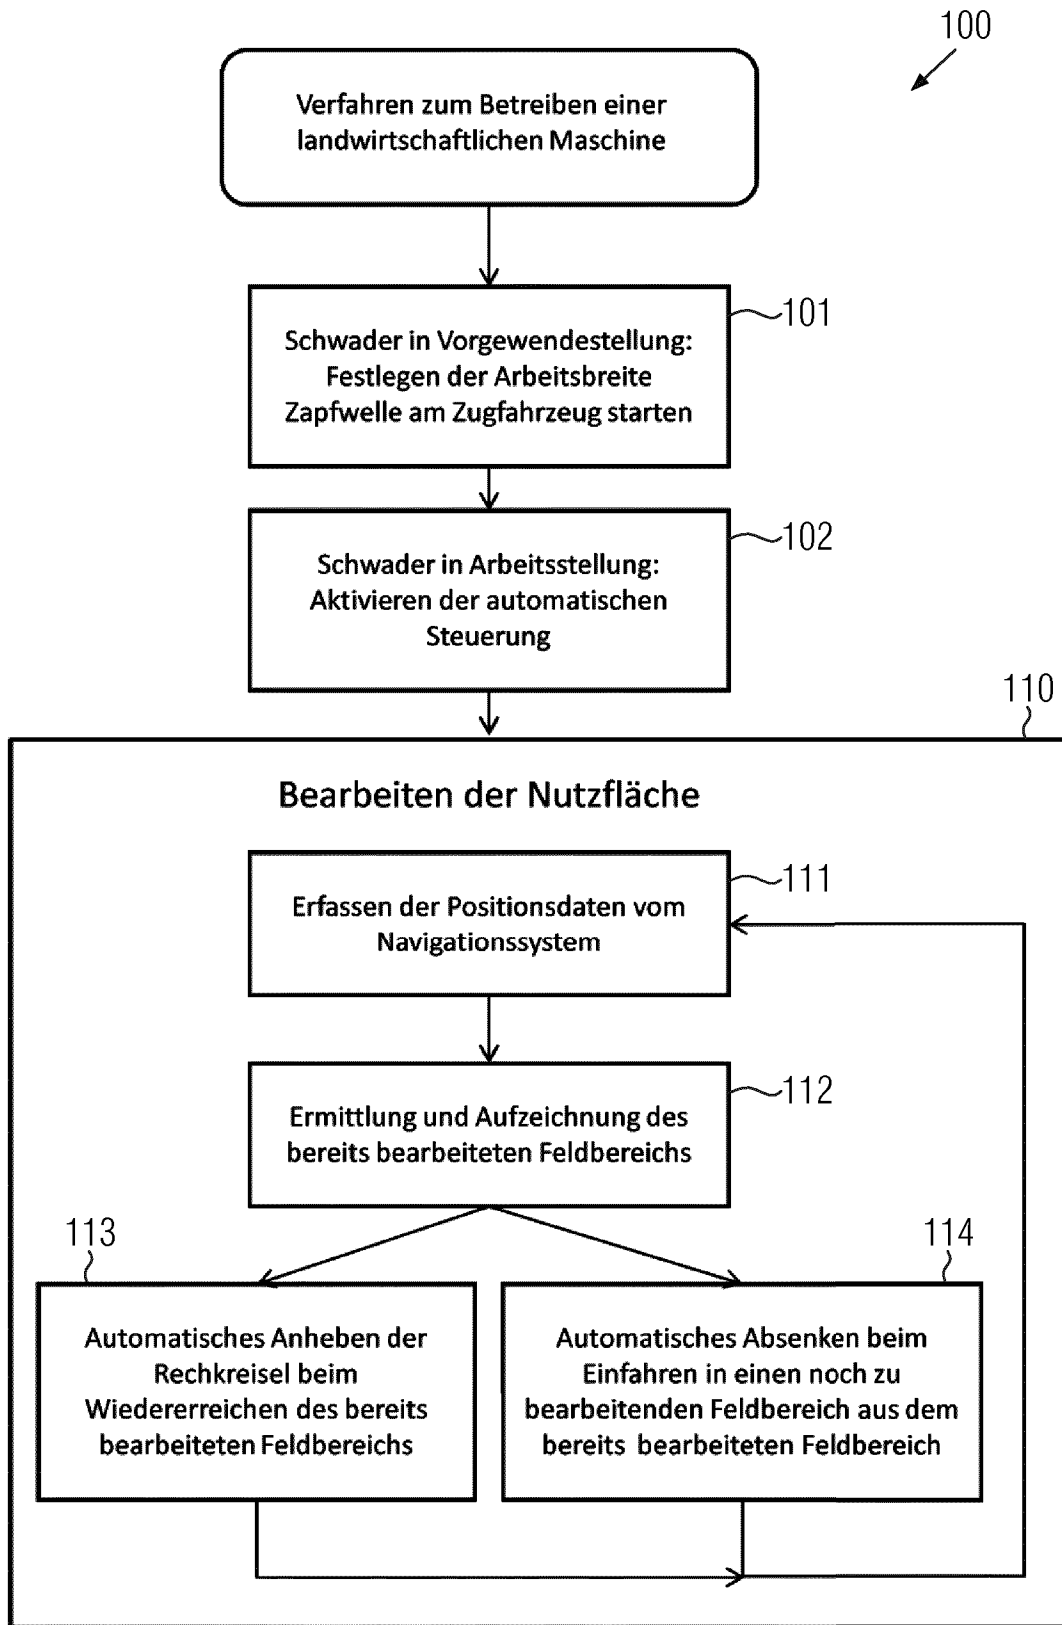 100
Verfahren zum Betreiben einer
landwirtschaftlichen Maschine
101
Schwader in Vorgewendestellung:
Festlegen der Arbeitsbreite
Zapfwelle am Zugfahrzeug starten
102
Schwader in Arbeitsstellung:
Aktivieren der automatischen
Steuerung
110
Bearbeiten der Nutzfläche
111
Erfassen der Positionsdaten vom
Navigationssystem
112
Ermittlung und Aufzeichnung des
bereits bearbeiteten Feldbereichs
113
Automatisches Anheben der
Rechkreisel beim
Wiedererreichen des bereits
bearbeiteten Feldbereichs
114
Automatisches Absenken beim
Einfahren in einen noch zu
bearbeitenden Feldbereich aus dem
bereits bearbeiteten Feldbereich